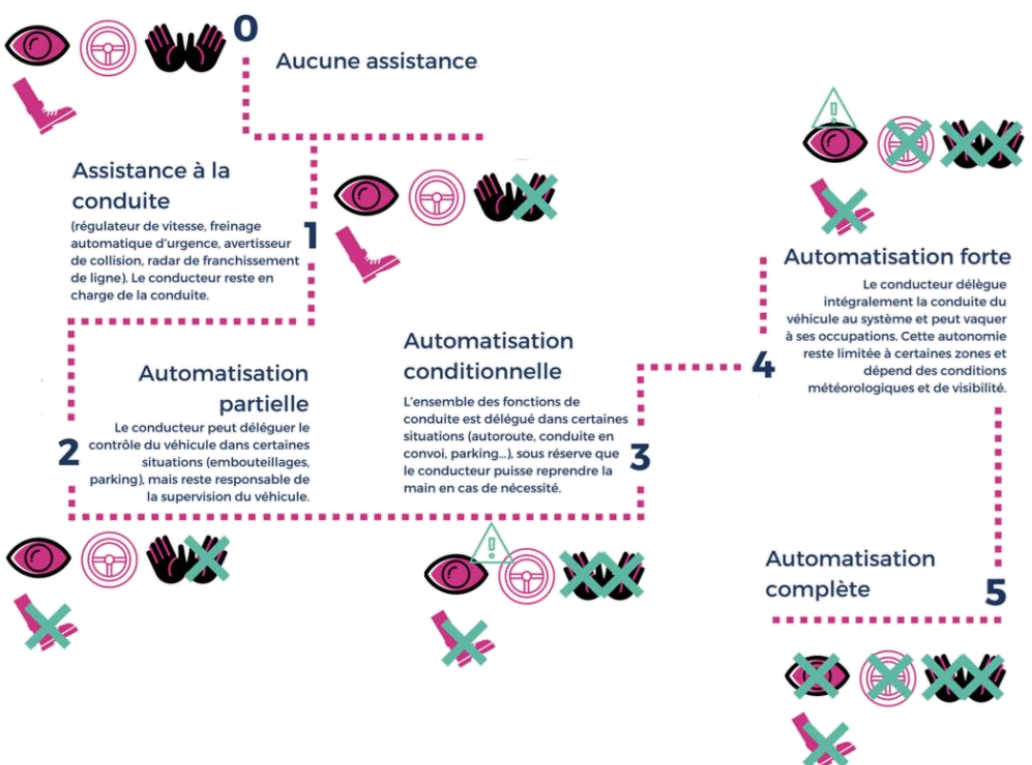 0
Aucune assistance
Assistance à la
conduite
(régulateur de vitesse, freinage
automatique d'urgence, avertisseur
de collision, radar de franchissement
de ligne). Le conducteur reste en
charge de la conduite.
1
Automatisation
partielle
Le conducteur peut déléguer le
contrôle du véhicule dans certaines
situations (embouteillages,
parking), mais reste responsable de
la supervision du véhicule.
2
Automatisation
conditionnelle
L'ensemble des fonctions de
conduite est délégué dans certaines
situations (autoroute, conduite en
convoi, parking...), sous réserve que
le conducteur puisse reprendre la
main en cas de nécessité.
3
Automatisation forte
Le conducteur délègue
intégralement la conduite du
véhicule au système et peut vaquer
à ses occupations. Cette autonomie
reste limitée à certaines zones et
dépend des conditions
météorologiques et de visibilité.
4
Automatisation
complète
5